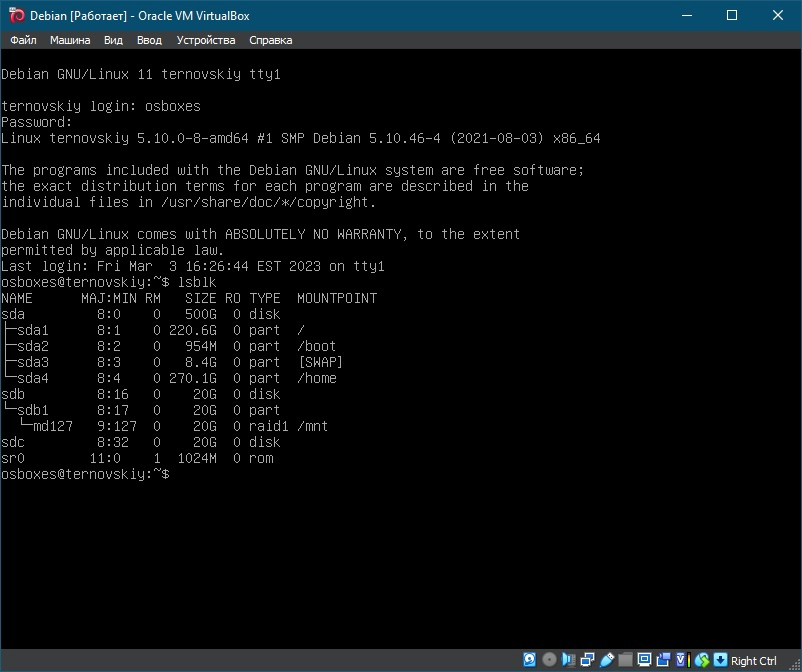 Debian [Работает] - Oracle VM VirtualBox
Файл Машина Вид Ввод Устройства Справка
Debian GNU/Linux 11 ternovskiy tty1
ternovskiy login: osboxes
Password:
Linux ternovskiy 5.10.0-8-amd64 #1 SMP Debian 5.10.46-4 (2021-08-03) x86_64
The programs included with the Debian GNU/Linux system are free software;
the exact distribution terms for each program are described in the
individual files in /usr/share/doc/*/copyright.
Debian GNU/Linux comes with ABSOLUTELY NO WARRANTY, to the extent
permitted by applicable law.
Last login: Fri Mar  3 16:26:44 EST 2023 on tty1
osboxes@ternovskiy:~$ lsblk
NAME      MAJ:MIN RM   SIZE RO TYPE  MOUNTPOINT
sda         8:0    0   500G  0 disk
├─sda1      8:1    0 220.6G  0 part  /
├─sda2      8:2    0   954M  0 part  /boot
├─sda3      8:3    0   8.4G  0 part  [SWAP]
└─sda4      8:4    0 270.1G  0 part  /home
sdb         8:16   0    20G  0 disk
└─sdb1      8:17   0    20G  0 part
  └─md127   9:127  0    20G  0 raid1 /mnt
sdc         8:32   0    20G  0 disk
sr0        11:0    1  1024M  0 rom
osboxes@ternovskiy:~$
Right Ctrl